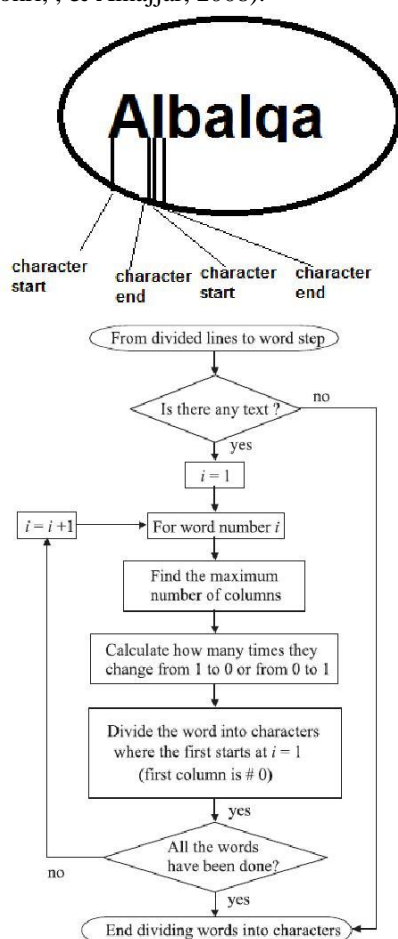 & Almajjar, 2008).
Albalqa
character start
character end
character start
character end
From divided lines to word step
Is there any text ?
no
yes
i = 1
i = i +1
For word number i
Find the maximum
number of columns
Calculate how many times they
change from 1 to 0 or from 0 to 1
Divide the word into characters
where the first starts at i = 1
(first column is # 0)
yes
All the words
have been done?
no
yes
End dividing words into characters